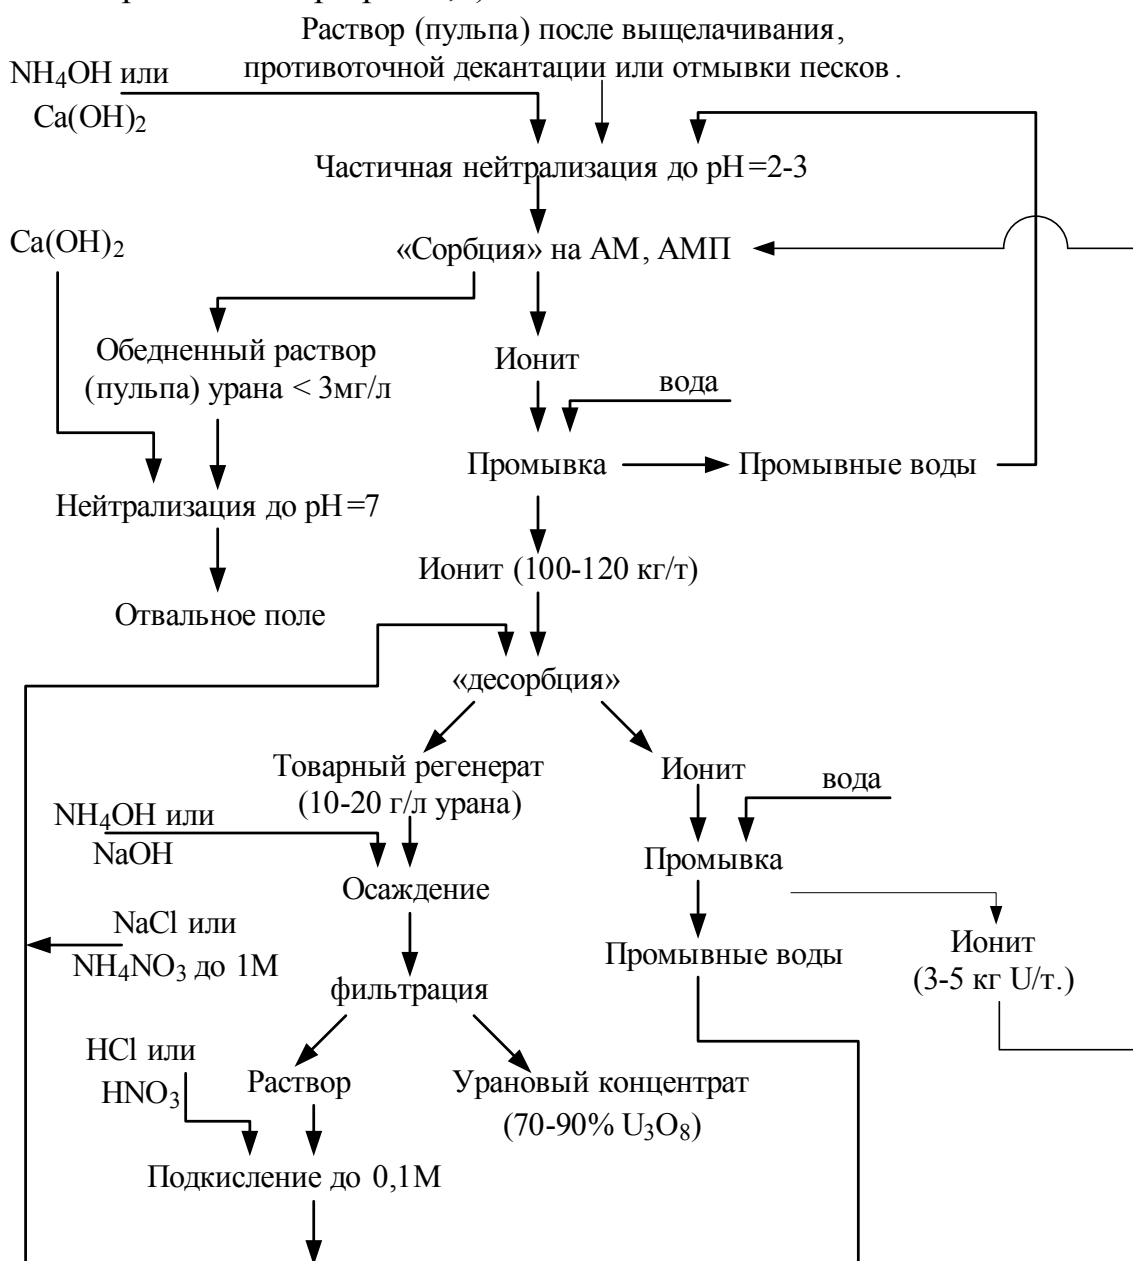 Раствор (пульпа) после выщелачивания,
противоточной декантации или отмывки песков.
NH₄OH или
Ca(OH)₂
Частичная нейтрализация до pH=2-3
Ca(OH)₂
«Сорбция» на АМ, АМП
Обедненный раствор
(пульпа) урана < 3мг/л
Ионит
вода
Промывка
Промывные воды
Нейтрализация до pH=7
Ионит (100-120 кг/т)
Отвальное поле
«десорбция»
Товарный регенерат
(10-20 г/л урана)
Ионит
вода
NH₄OH или
NaOH
Промывка
Осаждение
NaCl или
NH₄NO₃ до 1М
Промывные воды
Ионит
(3-5 кг U/т.)
фильтрация
HCl или
HNO₃
Раствор
Урановый концентрат
(70-90% U₃O₈)
Подкисление до 0,1М